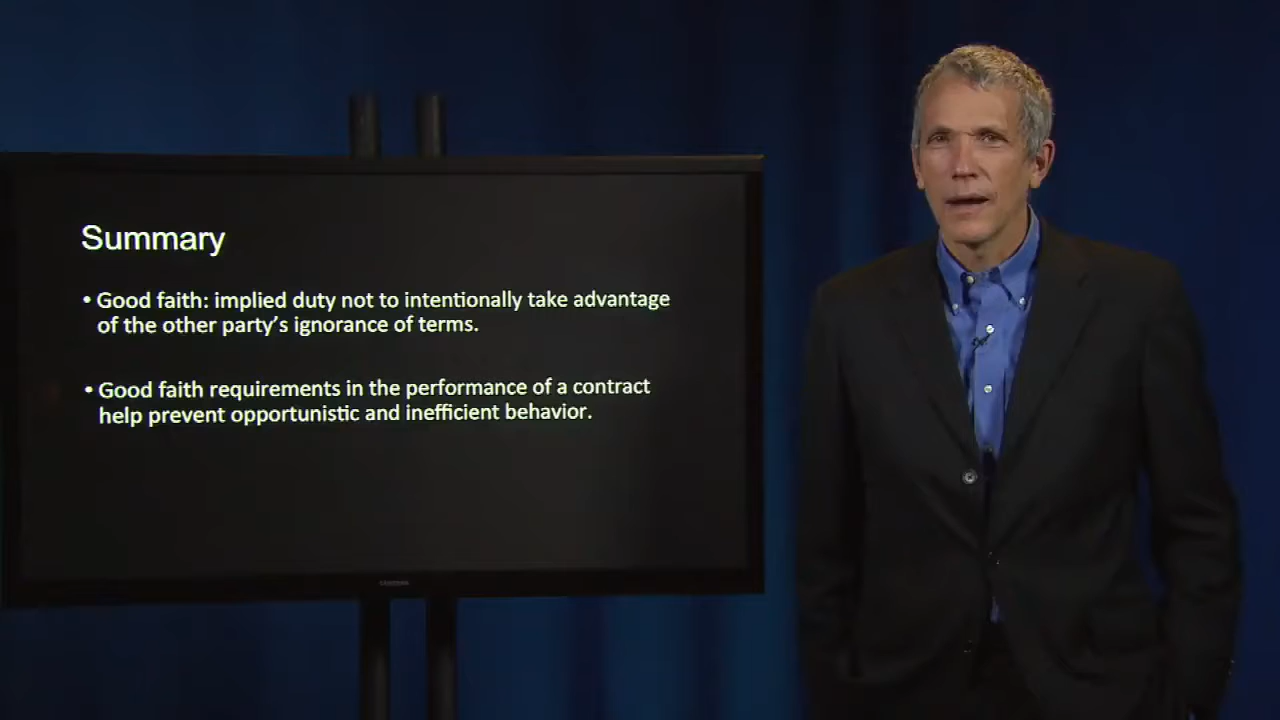 Summary
• Good faith: implied duty not to intentionally take advantage
of the other party's ignorance of terms.
• Good faith requirements in the performance of a contract
help prevent opportunistic and inefficient behavior.
SAMSUNG